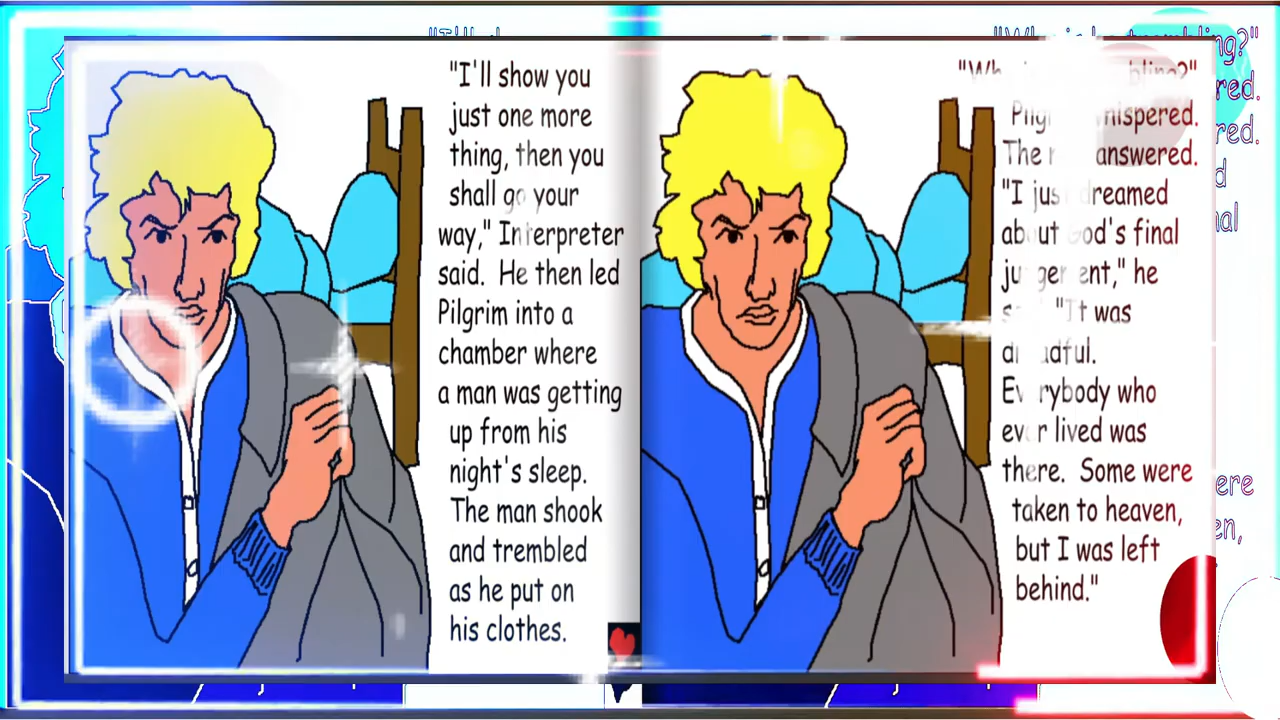 "I'll show you
just one more
thing, then you
shall go your
way," Interpreter
said. He then led
Pilgrim into a
chamber where
a man was getting
up from his
night's sleep.
The man shook
and trembled
as he put on
his clothes.
whispered.
The answered.
"I just dreamed
about God's final
judgement," he
"It was
dreadful.
Everybody who
ever lived was
there. Some were
taken to heaven,
but I was left
behind."